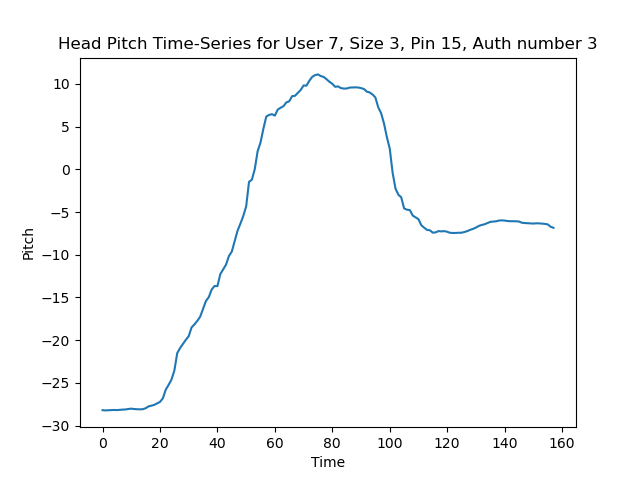 Head Pitch Time-Series for User 7, Size 3, Pin 15, Auth number 3
10
5
0
−5
−10
−15
−20
−25
−30
Pitch
0 20 40 60 80 100 120 140 160
Time